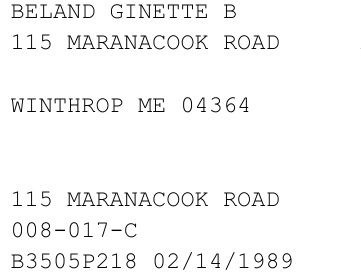 BELAND GINETTE B
115 MARANACOOK ROAD
WINTHROP ME 04364
115 MARANACOOK ROAD
008-017-C
B3505P218 02/14/1989